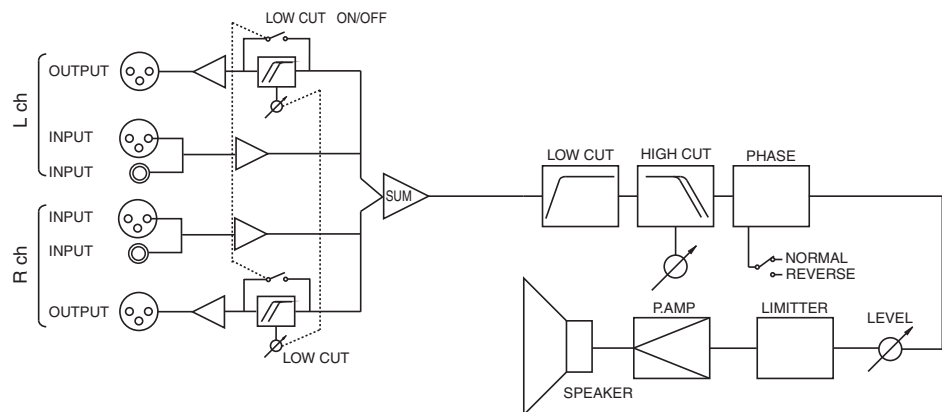 LOW CUT ON/OFF
L ch
OUTPUT
INPUT
INPUT
R ch
INPUT
INPUT
OUTPUT
LOW CUT
SUM
LOW CUT
HIGH CUT
PHASE
NORMAL
REVERSE
SPEAKER
P.AMP
LIMITTER
LEVEL